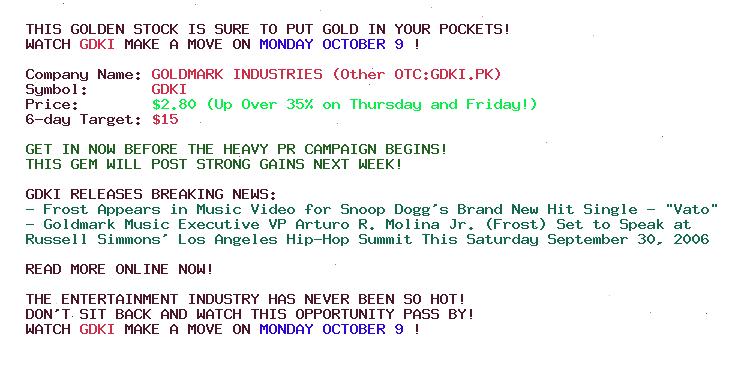 THIS GOLDEN STOCK IS SURE TO PUT GOLD IN YOUR POCKETS!
WATCH GDKI MAKE A MOVE ON MONDAY OCTOBER 9 !
Company Name: GOLDMARK INDUSTRIES (Other OTC:GDKI.PK)
Symbol: GDKI
Price: $2.80 (Up Over 35% on Thursday and Friday!)
6-day Target: $15
GET IN NOW BEFORE THE HEAVY PR CAMPAIGN BEGINS!
THIS GEM WILL POST STRONG GAINS NEXT WEEK!
GDKI RELEASES BREAKING NEWS:
- Frost Appears in Music Video for Snoop Dogg's Brand New Hit Single - "Vato"
- Goldmark Music Executive VP Arturo R. Molina Jr. (Frost) Set to Speak at
Russell Simmons' Los Angeles Hip-Hop Summit This Saturday September 30, 2006
READ MORE ONLINE NOW!
THE ENTERTAINMENT INDUSTRY HAS NEVER BEEN SO HOT!
DON'T SIT BACK AND WATCH THIS OPPORTUNITY PASS BY!
WATCH GDKI MAKE A MOVE ON MONDAY OCTOBER 9 !